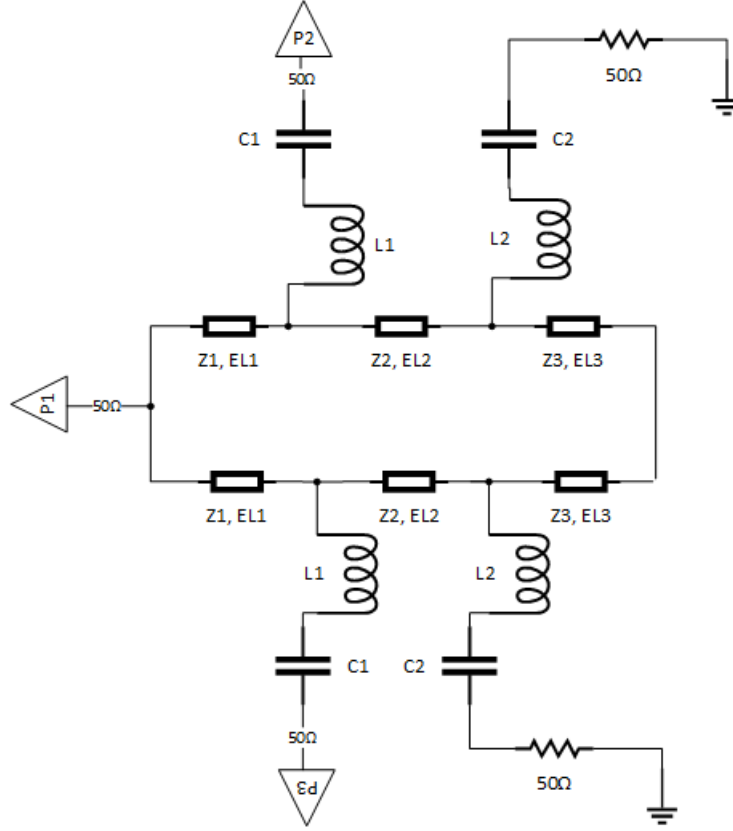 P2
50Ω
50Ω
C1
C2
L1
L2
Z1, EL1
Z2, EL2
Z3, EL3
P1
50Ω
Z1, EL1
Z2, EL2
Z3, EL3
L1
L2
C1
C2
50Ω
50Ω
P3